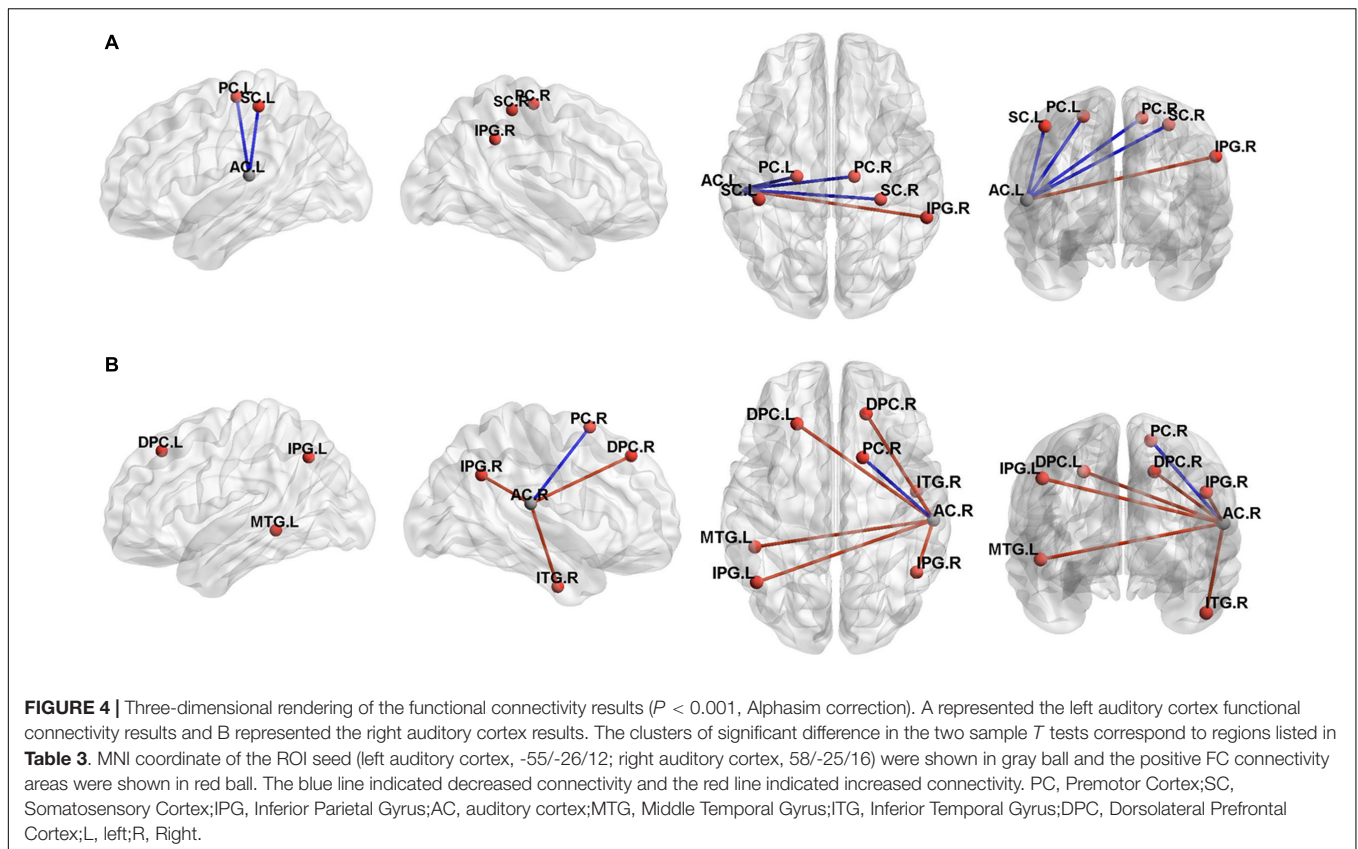 A
PC.L
SC.L
AC.L
SC.R
PC.R
IPG.R
PC.L
PC.R
AC.L
SC.L
SC.R
IPG.R
PC.L
SC.L
PC.R
SC.R
IPG.R
AC.L
B
DPC.L
IPG.L
MTG.L
PC.R
DPC.R
IPG.R
AC.R
ITG.R
DPC.L
DPC.R
PC.R
ITG.R
AC.R
MTG.L
IPG.L
IPG.R
PC.R
IPG.L
DPC.L
DPC.R
IPG.R
AC.R
MTG.L
ITG.R
FIGURE 4 | Three-dimensional rendering of the functional connectivity results (P < 0.001, Alphasim correction). A represented the left auditory cortex functional
connectivity results and B represented the right auditory cortex results. The clusters of significant difference in the two sample T tests correspond to regions listed in
Table 3. MNI coordinate of the ROI seed (left auditory cortex, -55/-26/12; right auditory cortex, 58/-25/16) were shown in gray ball and the positive FC connectivity
areas were shown in red ball. The blue line indicated decreased connectivity and the red line indicated increased connectivity. PC, Premotor Cortex;SC,
Somatosensory Cortex;IPG, Inferior Parietal Gyrus;AC, auditory cortex;MTG, Middle Temporal Gyrus;ITG, Inferior Temporal Gyrus;DPC, Dorsolateral Prefrontal
Cortex;L, left;R, Right.